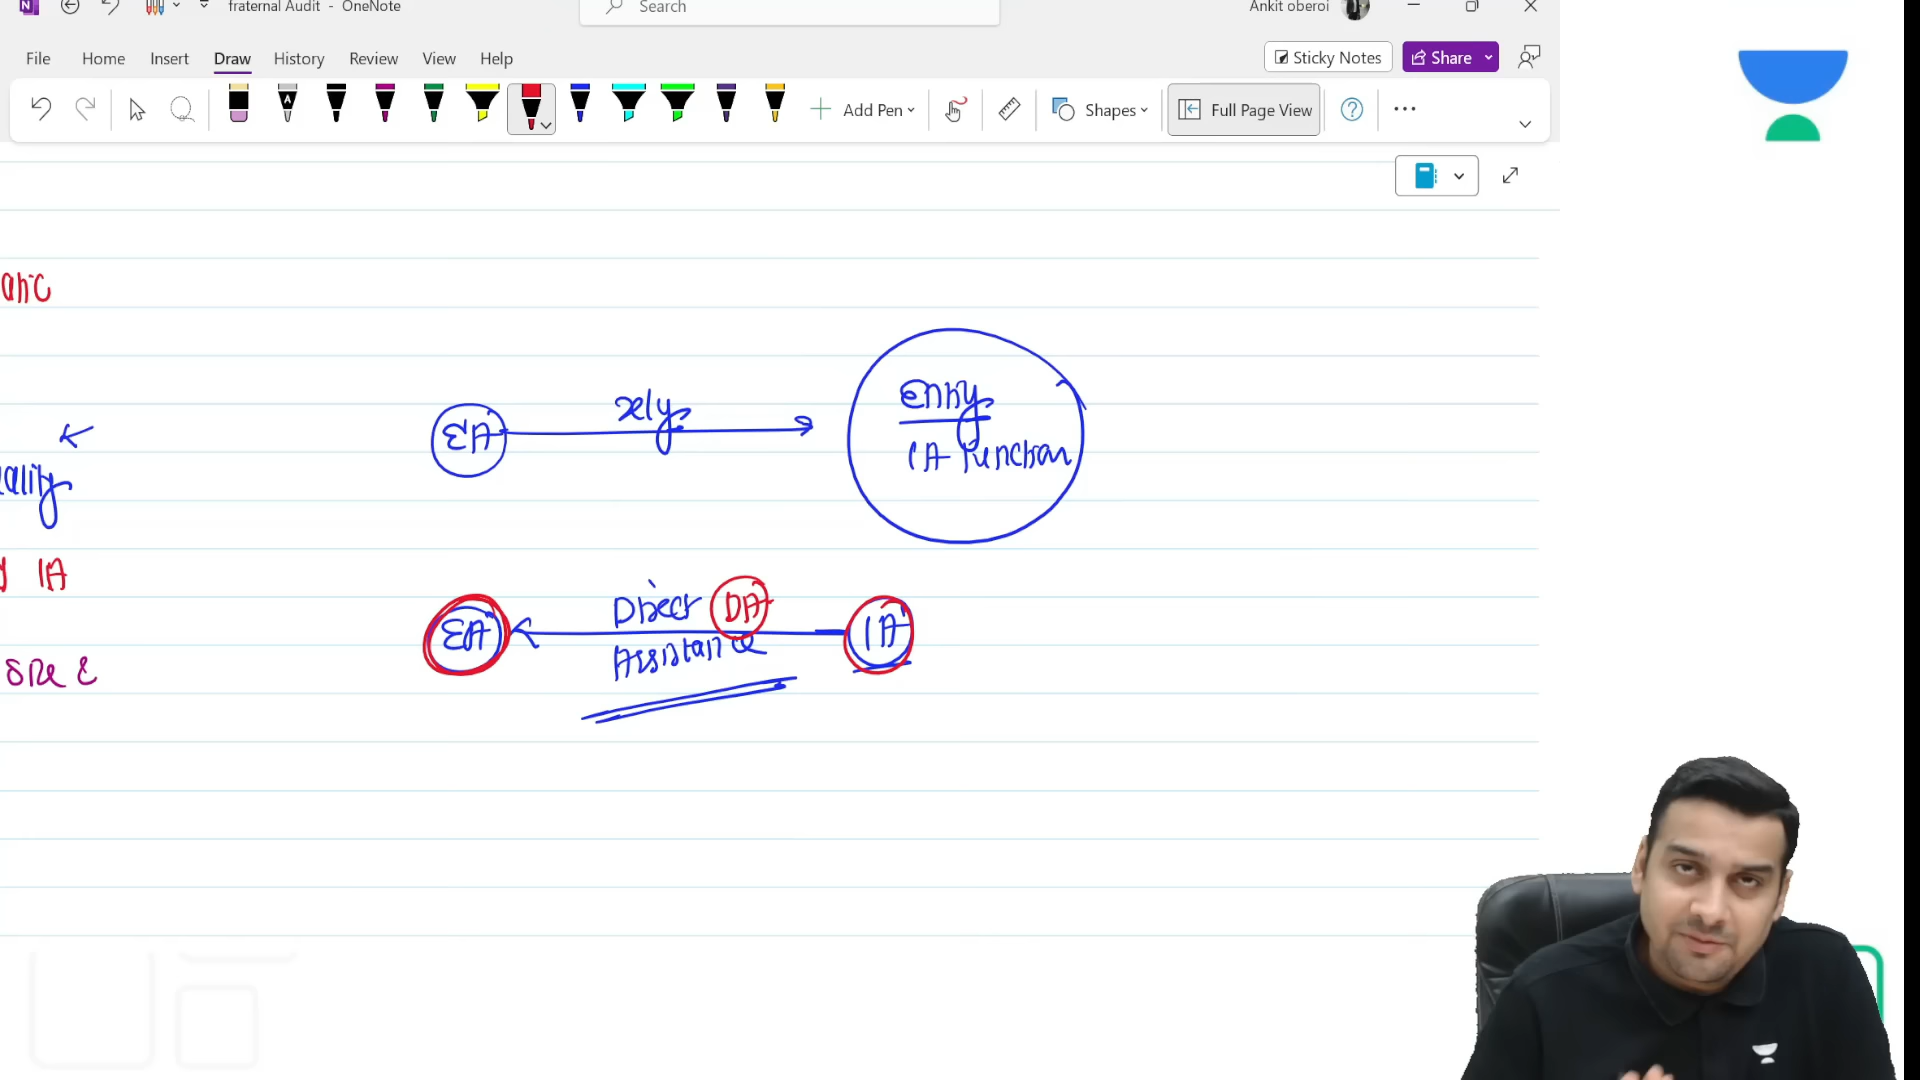 fraternal Audit - OneNote
Search
Ankit oberoi
File Home Insert Draw History Review View Help
Sticky Notes Share
A
Add Pen Shapes Full Page View
EA rely Entity
IA Function
ality
IA
EA Direct DA IA
Assistance